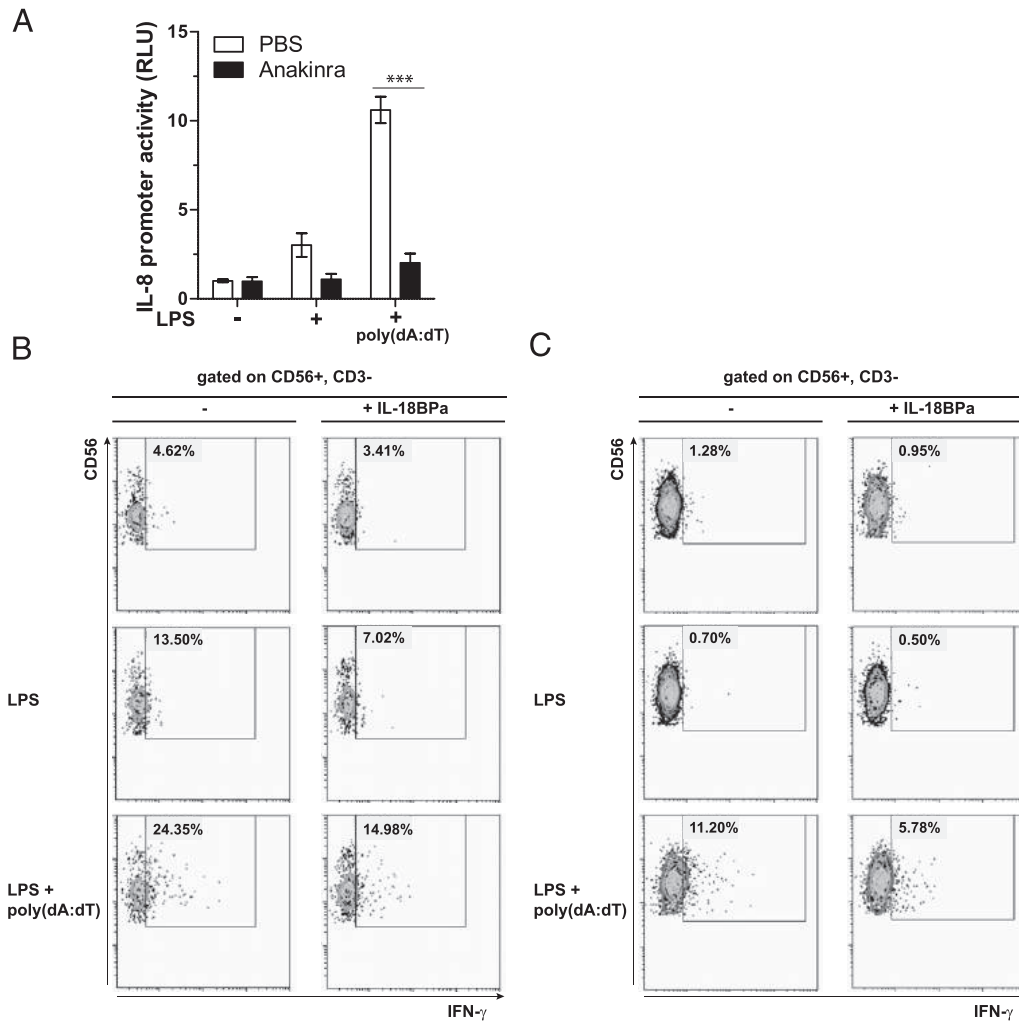 A
IL-8 promoter activity (RLU)
15
10
5
0
PBS
Anakinra
***
LPS - + +
poly(dA:dT)
B
gated on CD56+, CD3-
- + IL-18BPa
CD56
4.62% 3.41%
LPS
13.50% 7.02%
LPS +
poly(dA:dT)
24.35% 14.98%
IFN-γ
C
gated on CD56+, CD3-
- + IL-18BPa
CD56
1.28% 0.95%
LPS
0.70% 0.50%
LPS +
poly(dA:dT)
11.20% 5.78%
IFN-γ